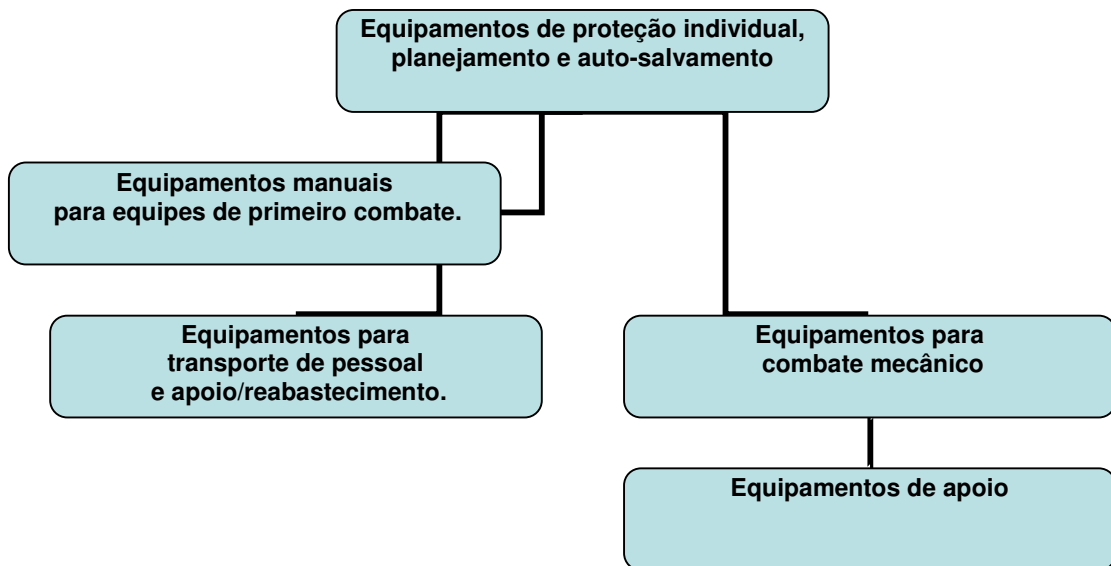 Equipamentos de proteção individual,
planejamento e auto-salvamento
Equipamentos manuais
para equipes de primeiro combate.
Equipamentos para
transporte de pessoal
e apoio/reabastecimento.
Equipamentos para
combate mecânico
Equipamentos de apoio